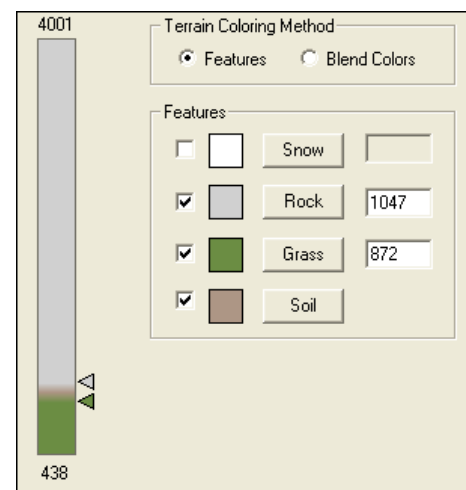 4001
Terrain Coloring Method
Features Blend Colors
Features
Snow
Rock 1047
Grass 872
Soil
438